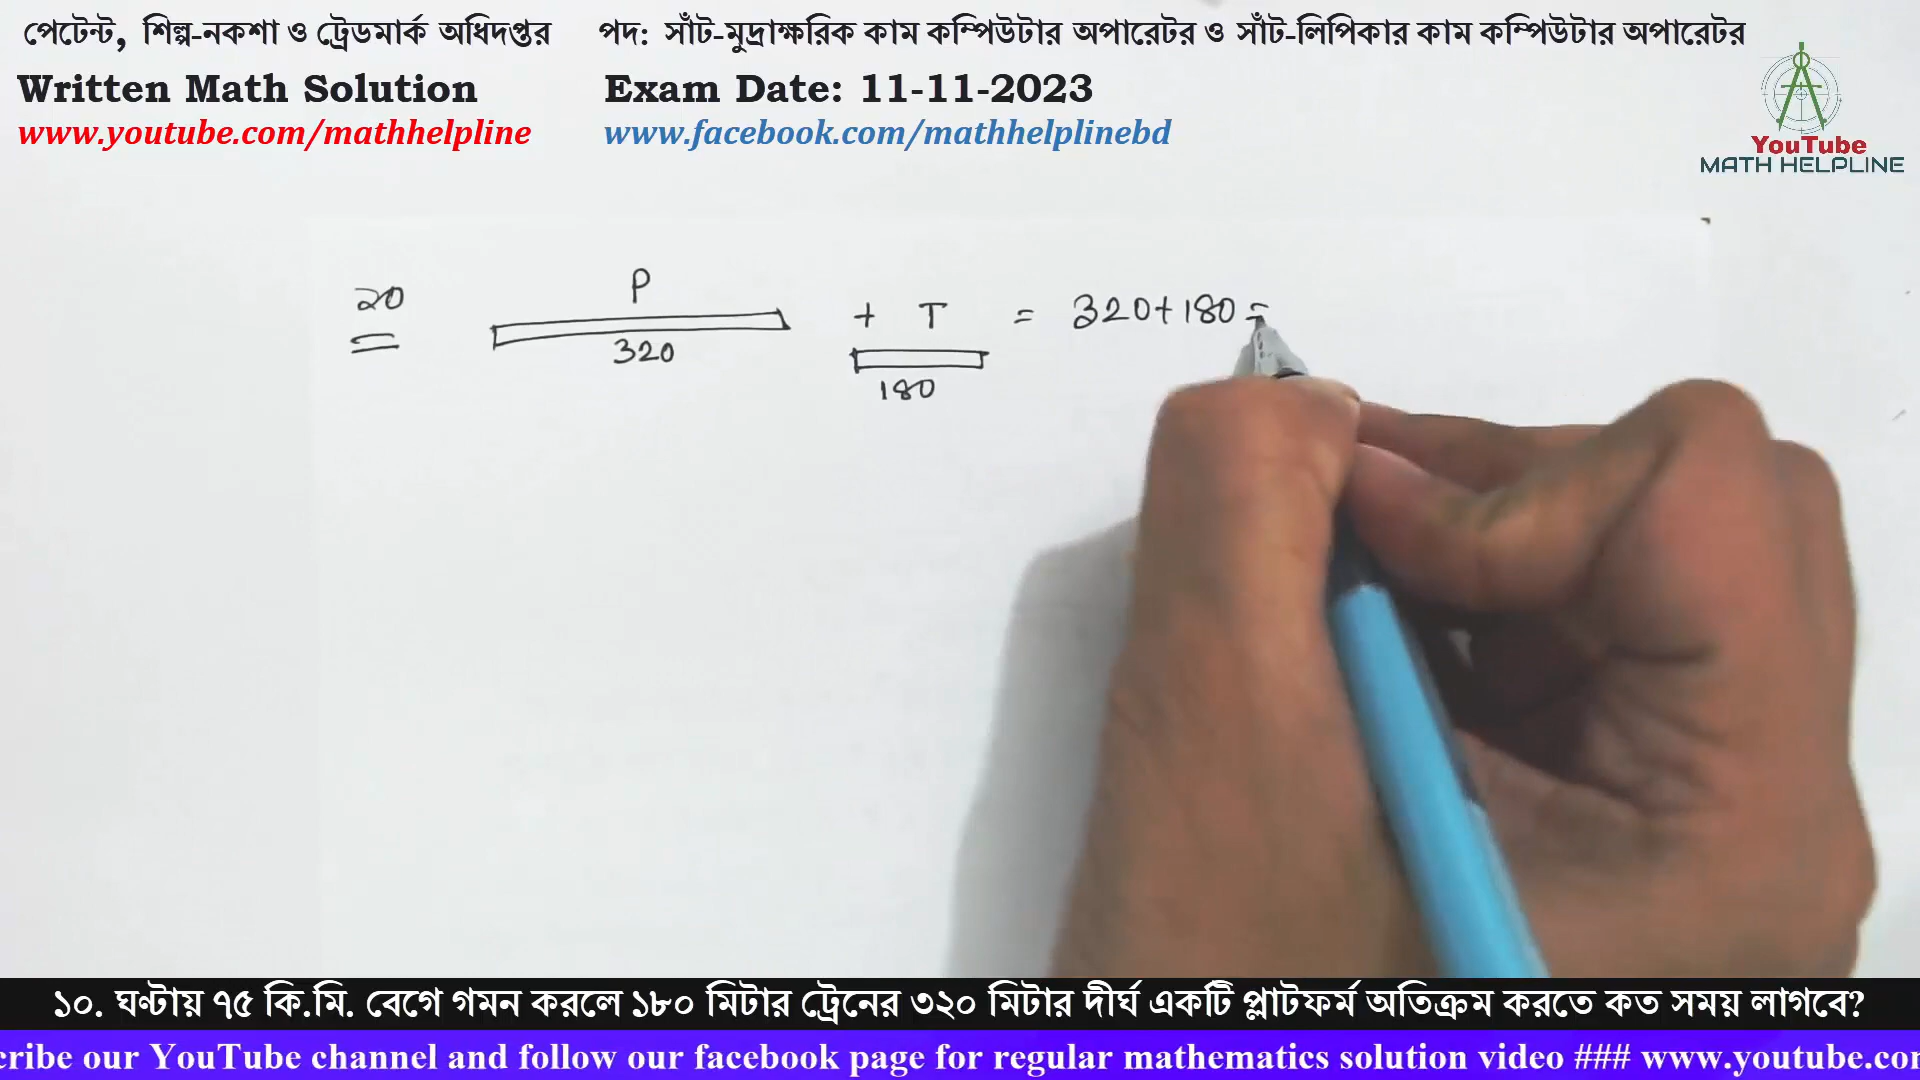 পেটেন্ট, শিল্প-নকশা ও ট্রেডমার্ক অধিদপ্তর পদ: সাঁট-মুদ্রাক্ষরিক কাম কম্পিউটার অপারেটর ও সাঁট-লিপিকার কাম কম্পিউটার অপারেটর
Written Math Solution Exam Date: 11-11-2023
www.youtube.com/mathhelpline www.facebook.com/mathhelplinebd
YouTube
MATH HELPLINE
P
320
+ T = 320+180=
180
১০. ঘণ্টায় ৭৫ কি.মি. বেগে গমন করলে ১৮০ মিটার ট্রেনের ৩২০ মিটার দীর্ঘ একটি প্লাটফর্ম অতিক্রম করতে কত সময় লাগবে?
cribe our YouTube channel and follow our facebook page for regular mathematics solution video ### www.youtube.co